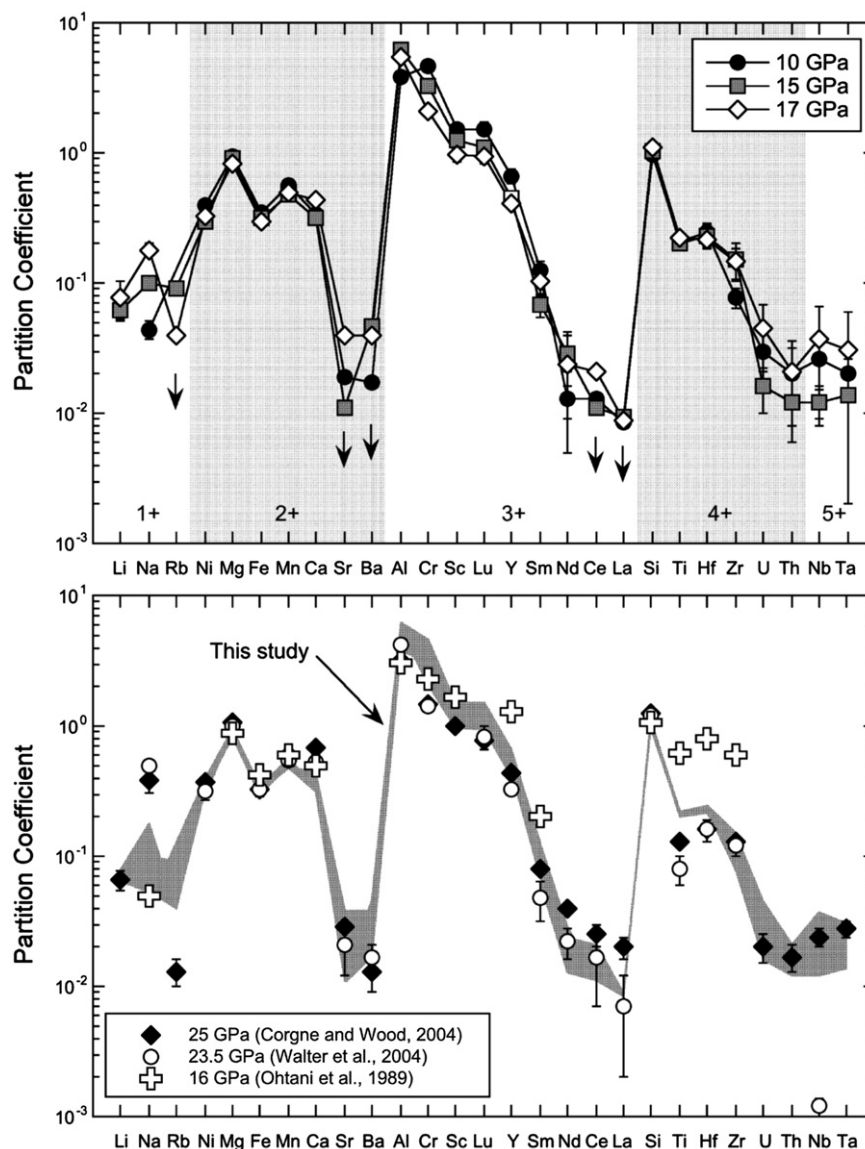 10¹
10 GPa
15 GPa
17 GPa
10⁰
Partition Coefficient
10⁻¹
10⁻²
1+ 2+ 3+ 4+ 5+
10⁻³
Li Na Rb Ni Mg Fe Mn Ca Sr Ba Al Cr Sc Lu Y Sm Nd Ce La Si Ti Hf Zr U Th Nb Ta
10¹
This study
10⁰
Partition Coefficient
10⁻¹
10⁻²
25 GPa (Corgne and Wood, 2004)
23.5 GPa (Walter et al., 2004)
16 GPa (Ohtani et al., 1989)
10⁻³
Li Na Rb Ni Mg Fe Mn Ca Sr Ba Al Cr Sc Lu Y Sm Nd Ce La Si Ti Hf Zr U Th Nb Ta